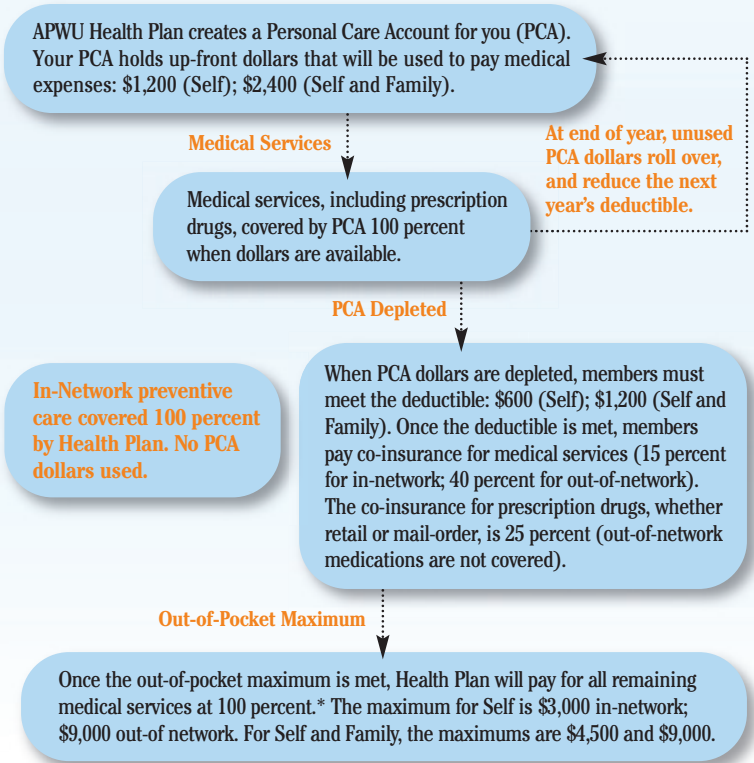 APWU Health Plan creates a Personal Care Account for you (PCA).
Your PCA holds up-front dollars that will be used to pay medical
expenses: $1,200 (Self); $2,400 (Self and Family).
Medical Services
At end of year, unused
PCA dollars roll over,
and reduce the next
year's deductible.
Medical services, including prescription
drugs, covered by PCA 100 percent
when dollars are available.
PCA Depleted
In-Network preventive
care covered 100 percent
by Health Plan. No PCA
dollars used.
When PCA dollars are depleted, members must
meet the deductible: $600 (Self); $1,200 (Self and
Family). Once the deductible is met, members
pay co-insurance for medical services (15 percent
for in-network; 40 percent for out-of-network).
The co-insurance for prescription drugs, whether
retail or mail-order, is 25 percent (out-of-network
medications are not covered).
Out-of-Pocket Maximum
Once the out-of-pocket maximum is met, Health Plan will pay for all remaining
medical services at 100 percent.* The maximum for Self is $3,000 in-network;
$9,000 out-of network. For Self and Family, the maximums are $4,500 and $9,000.